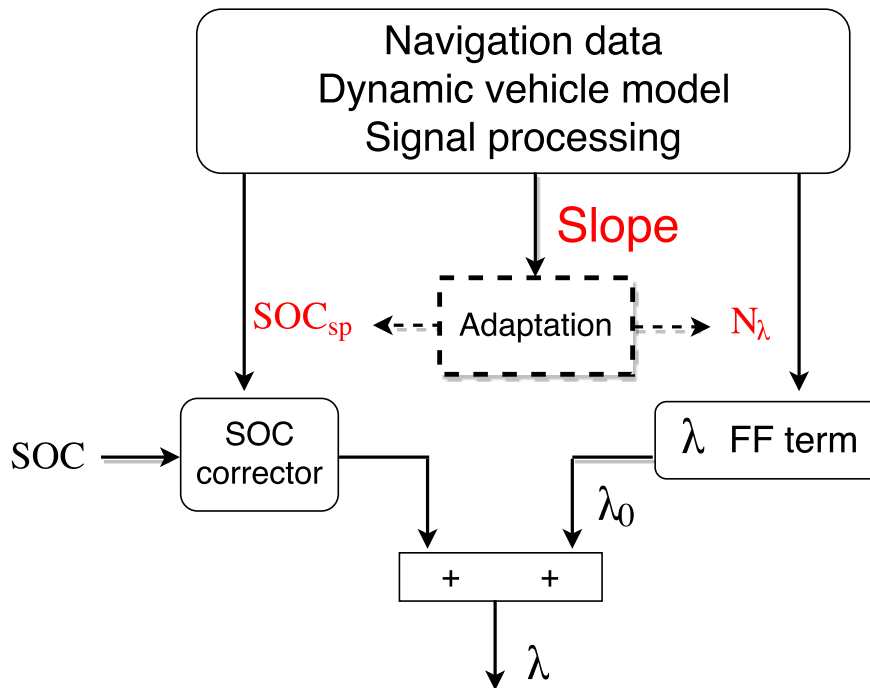 Navigation data
Dynamic vehicle model
Signal processing
Slope
SOCsp
Adaptation
Nλ
SOC
SOC
corrector
λ FF term
λ0
+ +
λ